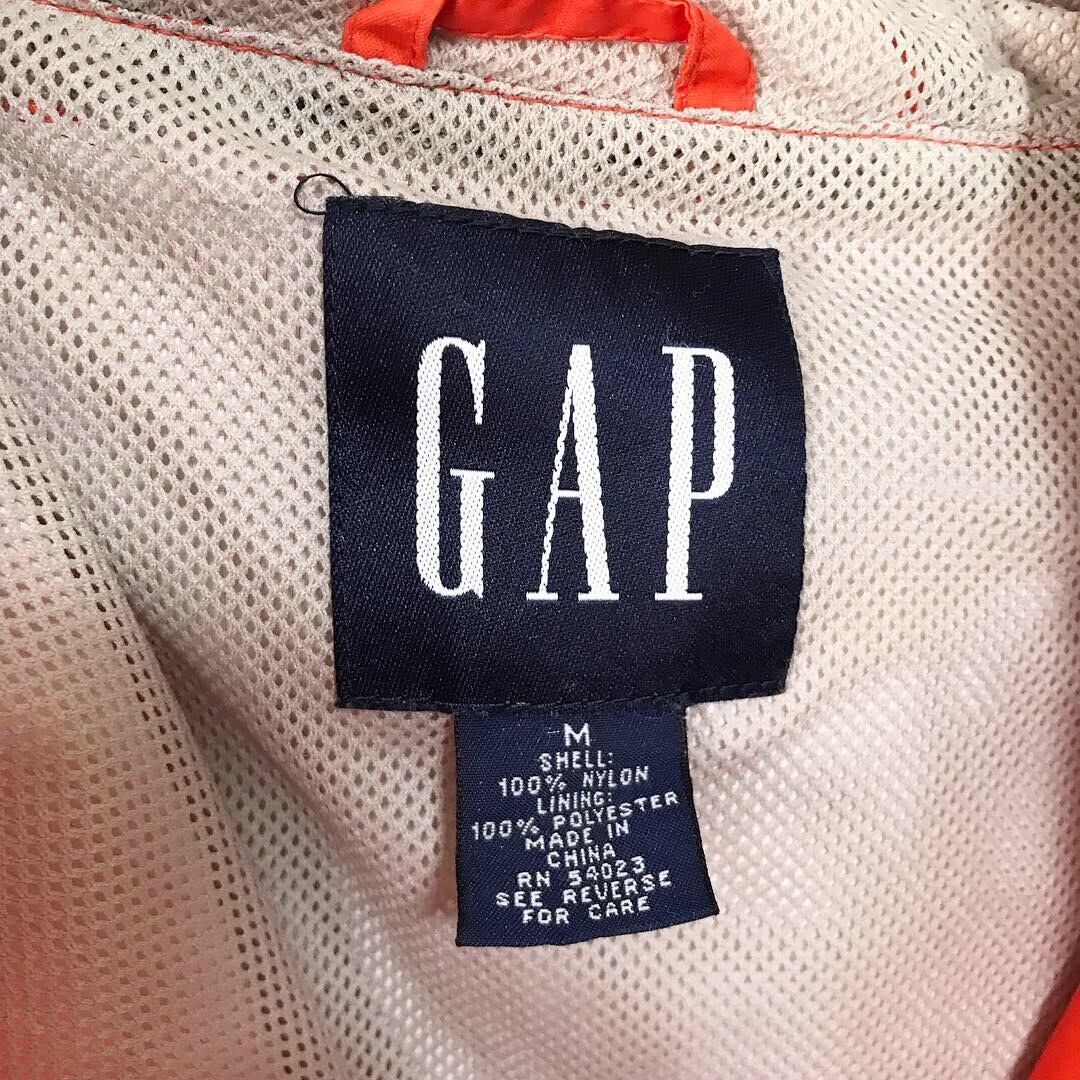 GAP
M
SHELL:
100% NYLON
LINING:
100% POLYESTER
MADE IN
CHINA
RN 54023
SEE REVERSE
FOR CARE